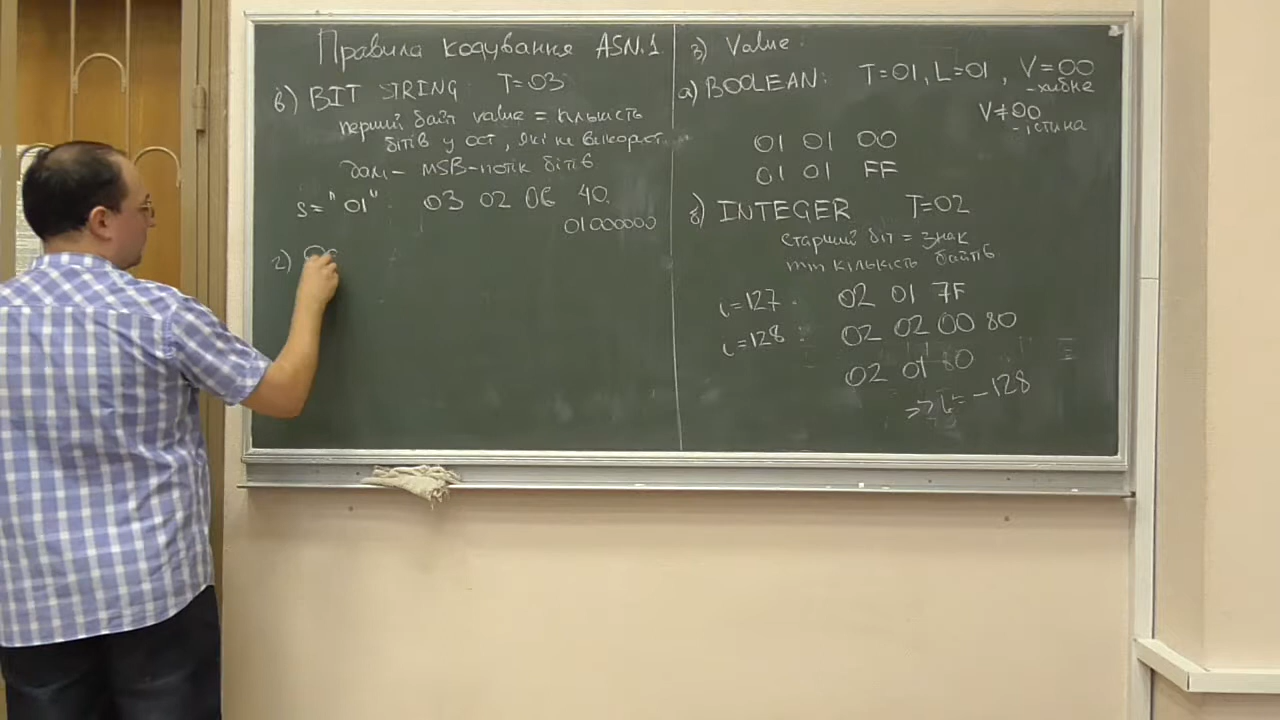 Правила кодування ASN.1
в) BIT STRING: T=03
перший байт value = кількість
бітів у ост, які не використ
далі - MSB-потік бітів
s = "01" : 03 02 06 40
01000000
г) Oc
3) Value:
а) BOOLEAN: T=01, L=01, V=00
- хибне
V≠00
- істина
01 01 00
01 01 FF
б) INTEGER T=02
старший біт = знак
min кількість байтів
i=127 : 02 01 7F
i=128 : 02 02 00 80
02 01 80
=> i = -128